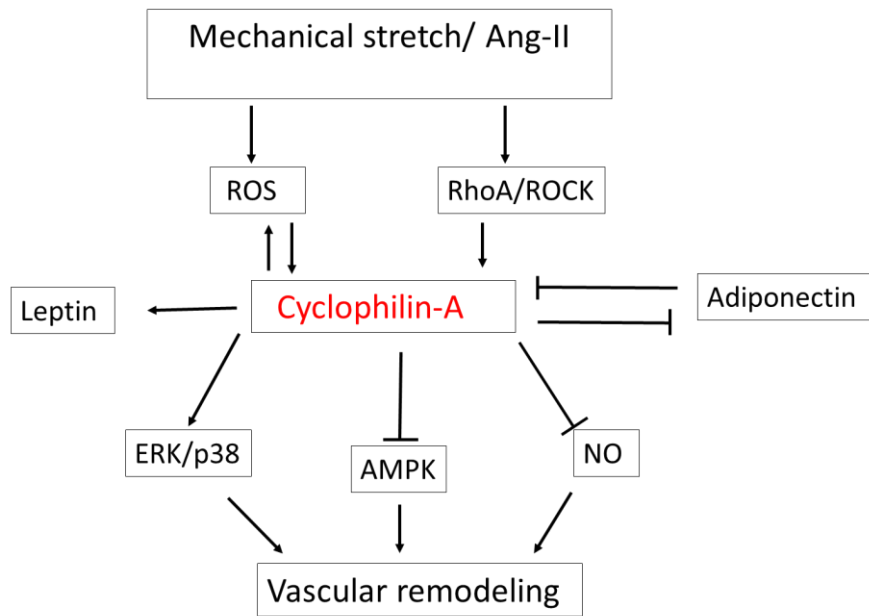 Mechanical stretch/ Ang-II
ROS
RhoA/ROCK
Leptin
Cyclophilin-A
Adiponectin
ERK/p38
AMPK
NO
Vascular remodeling